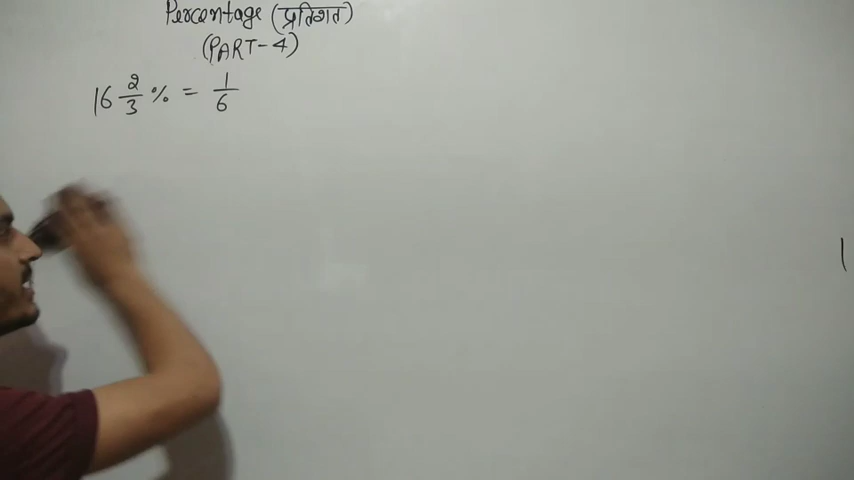 Percentage (प्रतिशत)
(PART-4)
16 2/3 % = 1/6